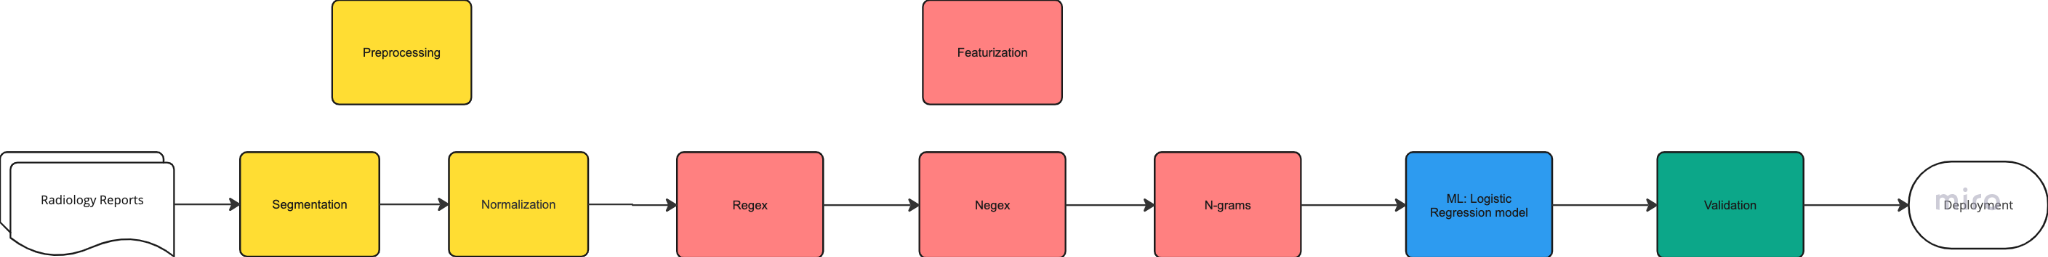 Preprocessing
Featurization
Radiology Reports
Segmentation
Normalization
Regex
Negex
N-grams
ML: Logistic
Regression model
Validation
miro
Deployment